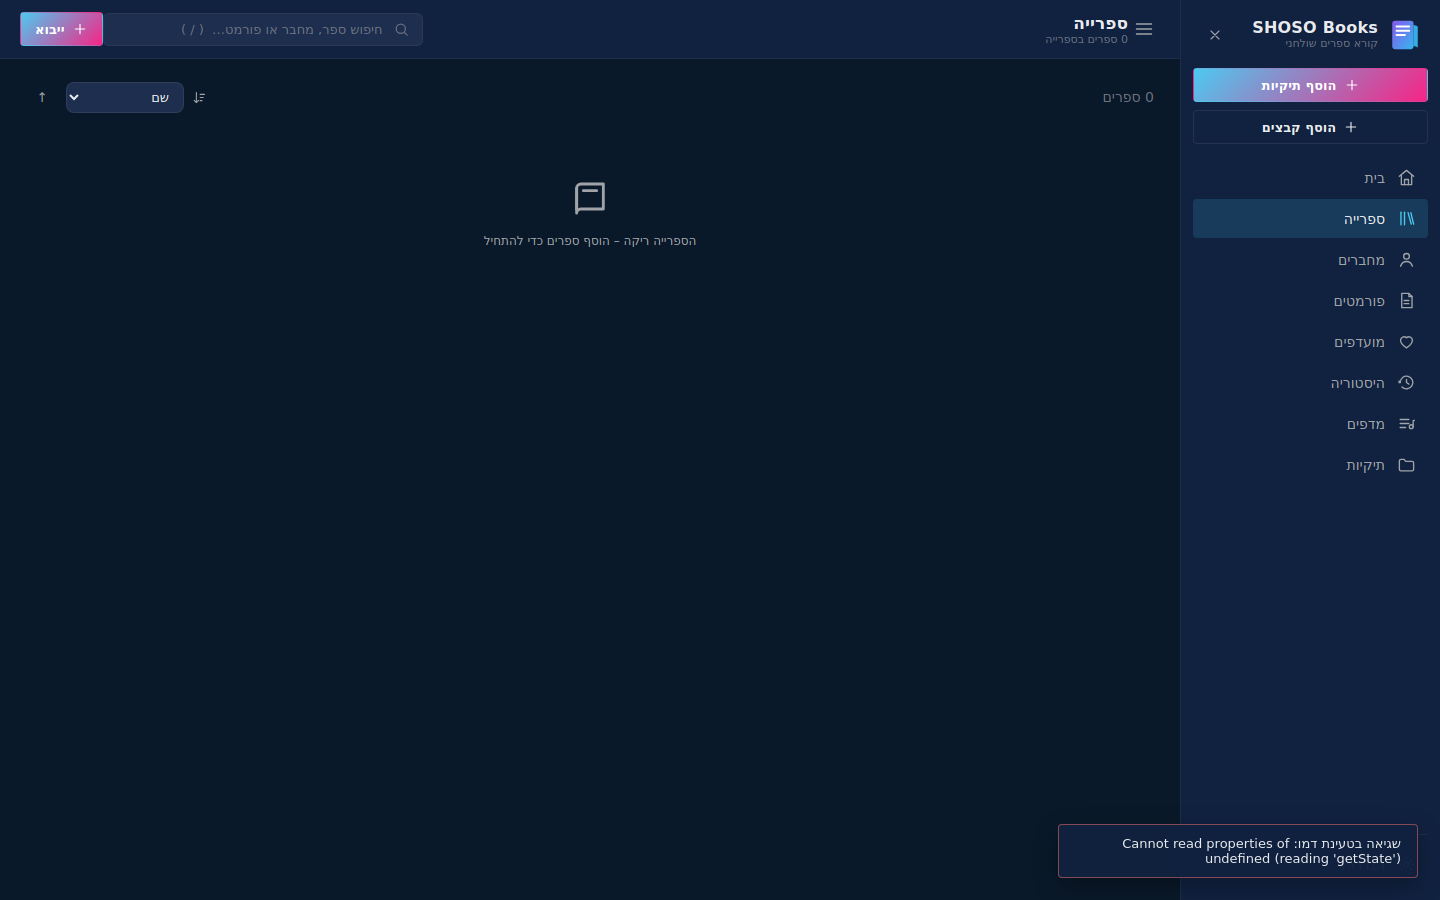 SHOSO Books
קורא ספרים שולחני
הוסף תיקיות
הוסף קבצים
בית
ספרייה
מחברים
פורמטים
מועדפים
היסטוריה
מדפים
תיקיות
ספרייה
0 ספרים בספרייה
חיפוש ספר, מחבר או פורמט... ( / )
ייבוא
0 ספרים
שם
↑
הספרייה ריקה – הוסף ספרים כדי להתחיל
שגיאה בטעינת דמו: Cannot read properties of
undefined (reading 'getState')